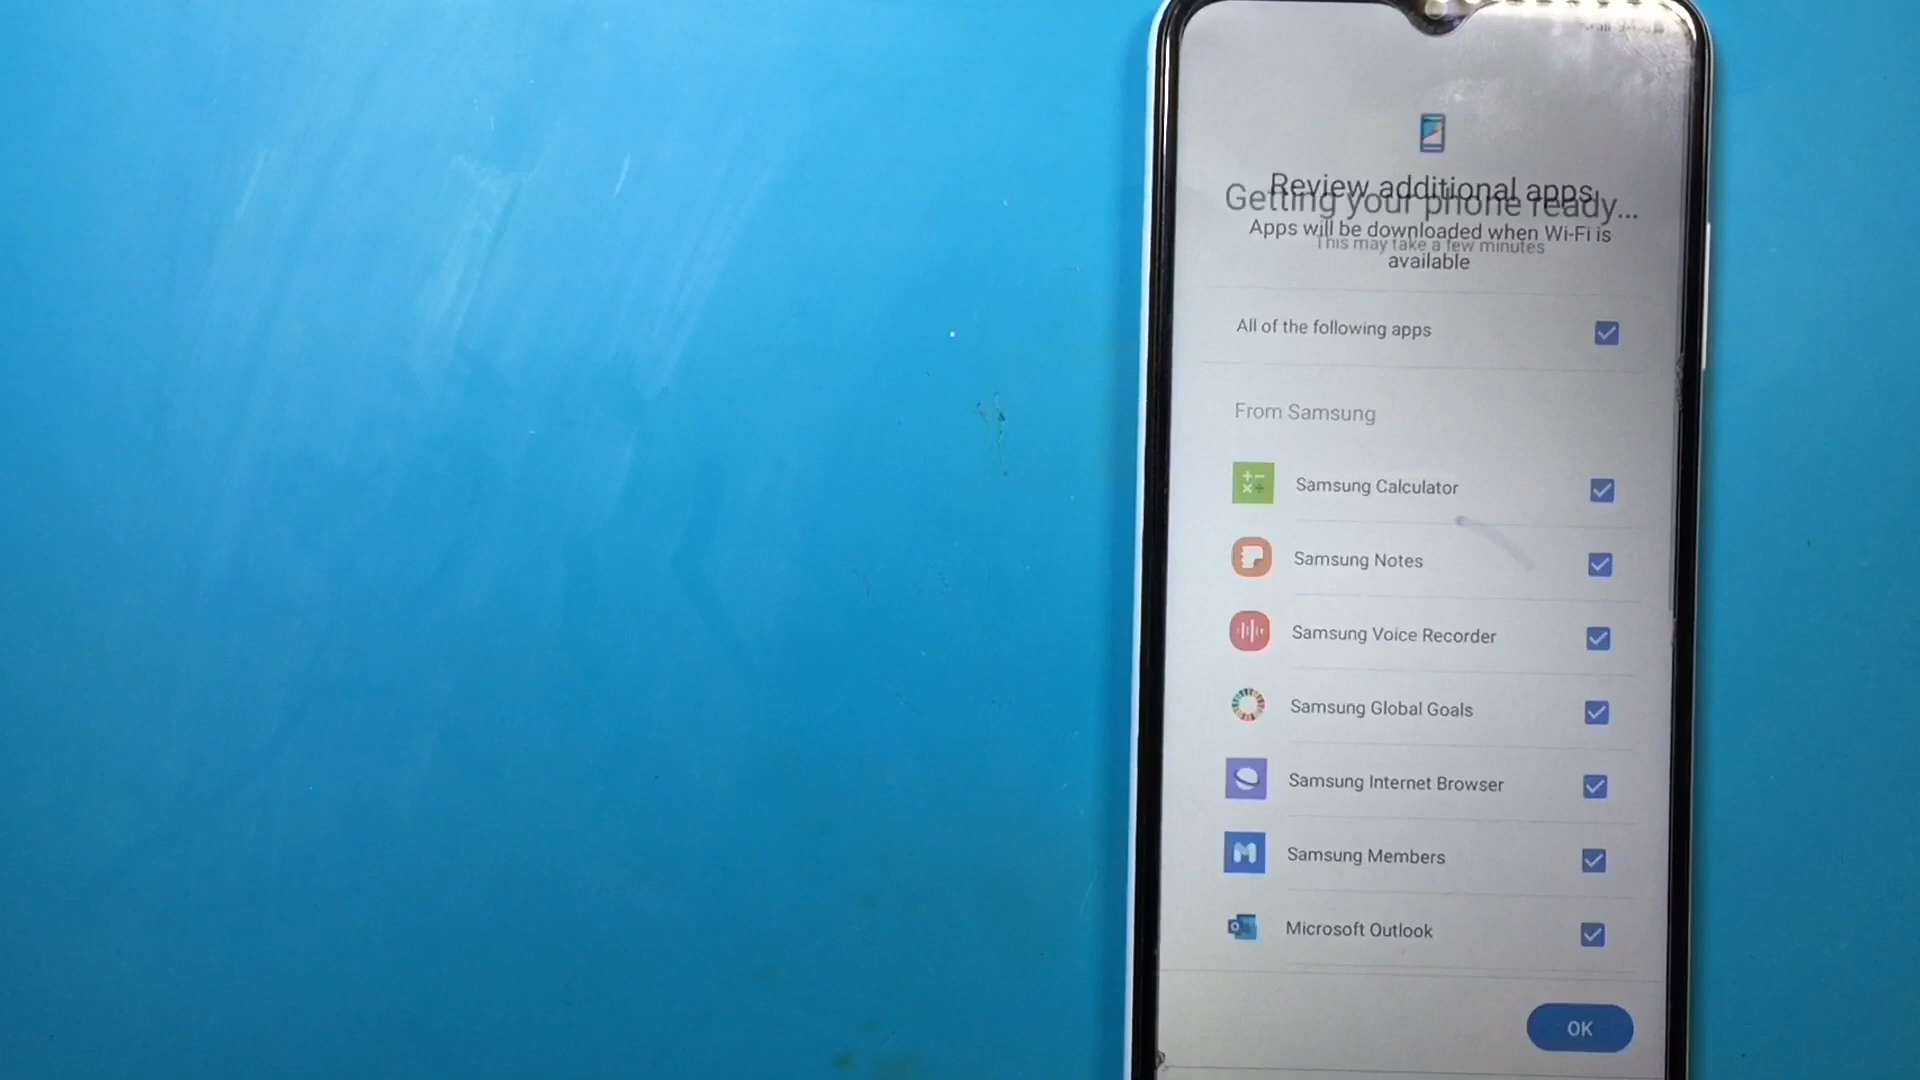 Review additional apps
Getting your phone ready...
Apps will be downloaded when Wi-Fi is
This may take a few minutes
available
All of the following apps
From Samsung
Samsung Calculator
Samsung Notes
Samsung Voice Recorder
Samsung Global Goals
Samsung Internet Browser
Samsung Members
Microsoft Outlook
OK